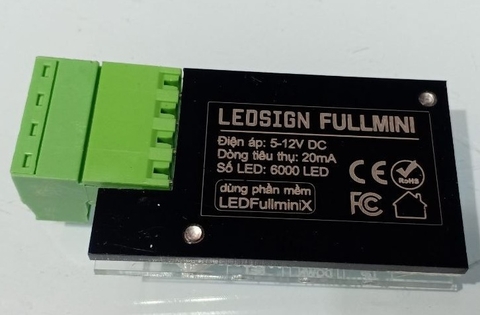 LEDSIGN FULLMINI
Điện áp: 5-12V DC
Dòng tiêu thụ: 20mA
Số LED: 6000 LED
dùng phần mềm
LEDFullminiX
CE
RoHS
FC